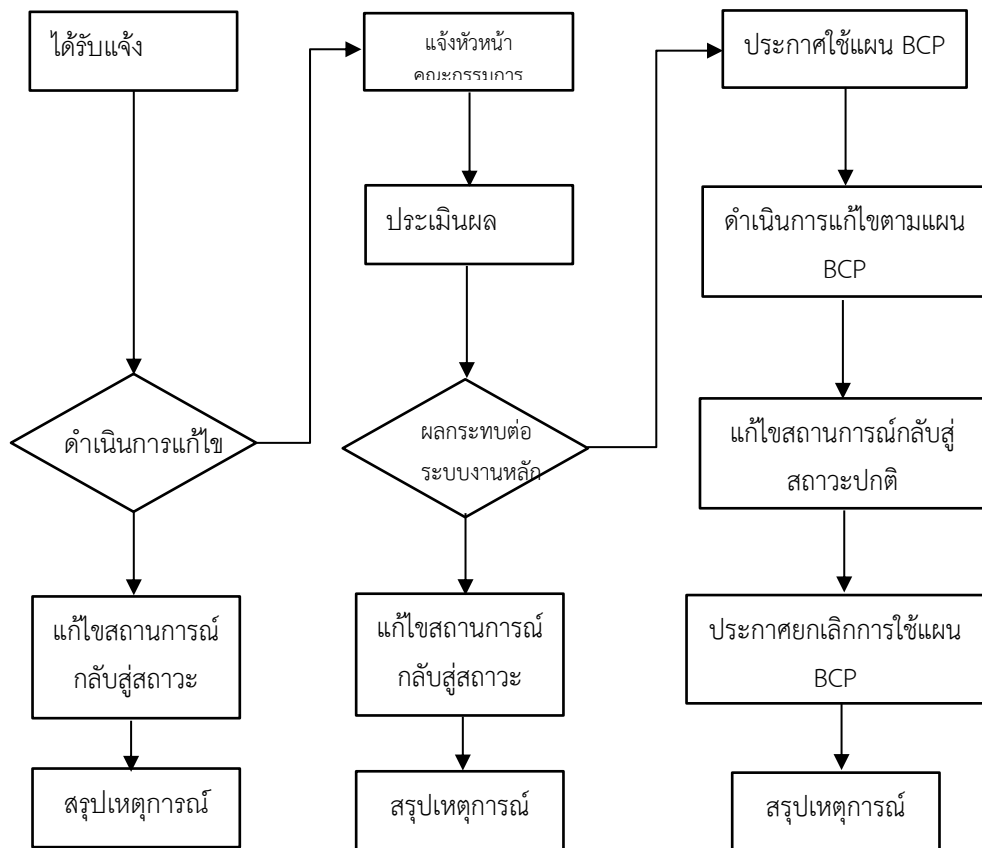 ได้รับแจ้ง
ดำเนินการแก้ไข
แก้ไขสถานการณ์
กลับสู่สถาวะ
สรุปเหตุการณ์
แจ้งหัวหน้า
คณะกรรมการ
ประเมินผล
ผลกระทบต่อ
ระบบงานหลัก
แก้ไขสถานการณ์
กลับสู่สถาวะ
สรุปเหตุการณ์
ประกาศใช้แผน BCP
ดำเนินการแก้ไขตามแผน
BCP
แก้ไขสถานการณ์กลับสู่
สถาวะปกติ
ประกาศยกเลิกการใช้แผน
BCP
สรุปเหตุการณ์